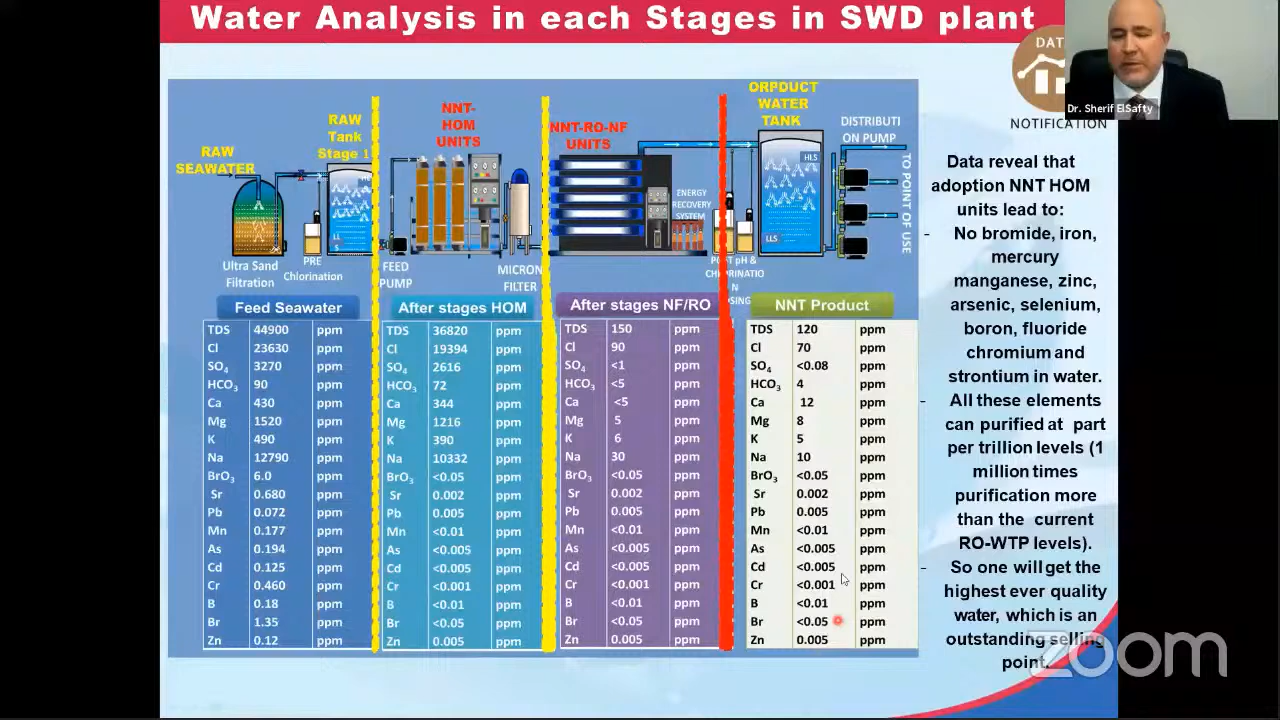 Water Analysis in each Stages in SWD plant
DAT
Dr. Sherif ElSafty
NOTIFICATION
RAW
SEAWATER
RAW
Tank
Stage 1
NNT-
HOM
UNITS
NNT-RO-NF
UNITS
ORPDUCT
WATER
TANK
DISTRIBUTI
ON PUMP
TO POINT OF USE
HLS
LLS
ENERGY
RECOVERY
SYSTEM
Ultra Sand
Filtration
PRE
Chlorination
FEED
PUMP
MICRON
FILTER
Feed Seawater
TDS 44900 ppm
Cl 23630 ppm
SO4 3270 ppm
HCO3 90 ppm
Ca 430 ppm
Mg 1520 ppm
K 490 ppm
Na 12790 ppm
BrO3 6.0 ppm
Sr 0.680 ppm
Pb 0.072 ppm
Mn 0.177 ppm
As 0.194 ppm
Cd 0.125 ppm
Cr 0.460 ppm
B 0.18 ppm
Br 1.35 ppm
Zn 0.12 ppm
After stages HOM
TDS 36820 ppm
Cl 19394 ppm
SO4 2616 ppm
HCO3 72 ppm
Ca 344 ppm
Mg 1216 ppm
K 390 ppm
Na 10332 ppm
BrO3 <0.05 ppm
Sr 0.002 ppm
Pb 0.005 ppm
Mn <0.01 ppm
As <0.005 ppm
Cd <0.005 ppm
Cr <0.001 ppm
B <0.01 ppm
Br <0.05 ppm
Zn 0.005 ppm
After stages NF/RO
TDS 150 ppm
Cl 90 ppm
SO4 <1 ppm
HCO3 <5 ppm
Ca <5 ppm
Mg 5 ppm
K 6 ppm
Na 30 ppm
BrO3 <0.05 ppm
Sr 0.002 ppm
Pb 0.005 ppm
Mn <0.01 ppm
As <0.005 ppm
Cd <0.005 ppm
Cr <0.001 ppm
B <0.01 ppm
Br <0.05 ppm
Zn 0.005 ppm
NNT Product
TDS 120 ppm
Cl 70 ppm
SO4 <0.08 ppm
HCO3 4 ppm
Ca 12 ppm
Mg 8 ppm
K 5 ppm
Na 10 ppm
BrO3 <0.05 ppm
Sr 0.002 ppm
Pb 0.005 ppm
Mn <0.01 ppm
As <0.005 ppm
Cd <0.005 ppm
Cr <0.001 ppm
B <0.01 ppm
Br <0.05 ppm
Zn 0.005 ppm
Data reveal that
adoption NNT HOM
units lead to:
- No bromide, iron,
mercury
manganese, zinc,
arsenic, selenium,
boron, fluoride
chromium and
strontium in water.
- All these elements
can purified at part
per trillion levels (1
million times
purification more
than the current
RO-WTP levels).
- So one will get the
highest ever quality
water, which is an
outstanding selling
point.
zoom